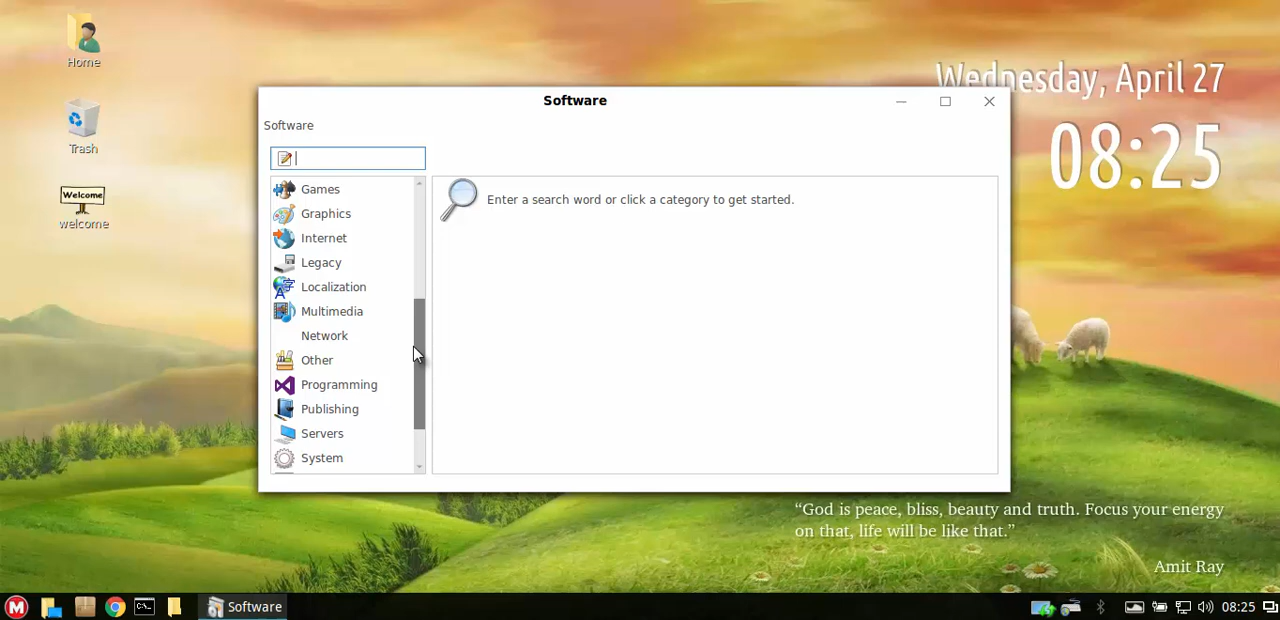 Home
Trash
Welcome
welcome
Wednesday, April 27
08:25
Software
Software
Games
Graphics
Internet
Legacy
Localization
Multimedia
Network
Other
Programming
Publishing
Servers
System
Enter a search word or click a category to get started.
“God is peace, bliss, beauty and truth. Focus your energy
on that, life will be like that.”
Amit Ray
Software
08:25